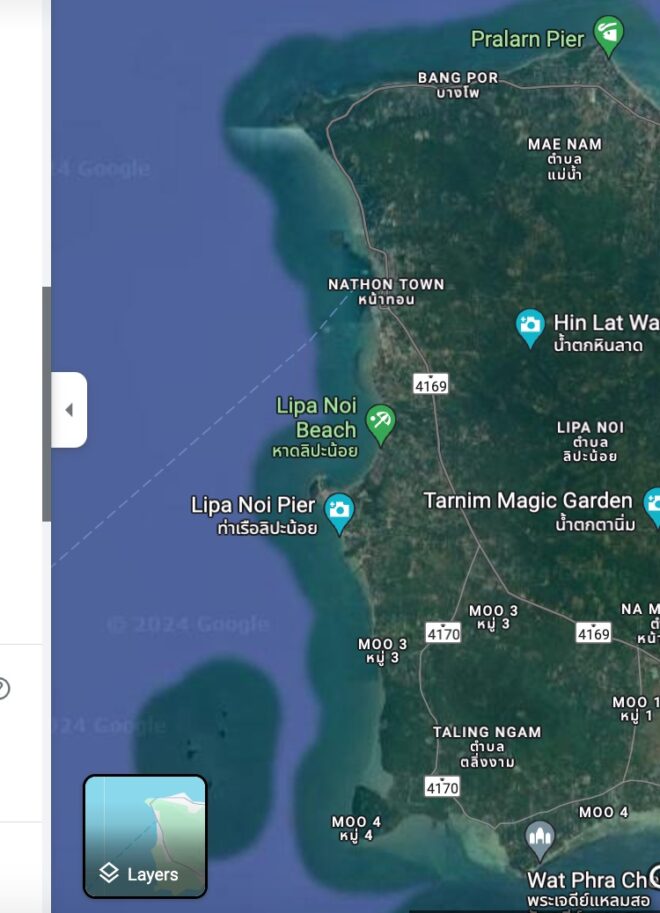 Pralarn Pier
BANG POR
บางโพ
MAE NAM
ตำบล
แม่น้ำ
4 Google
NATHON TOWN
หน้าทอน
Hin Lat Wa
น้ำตกหินลาด
4169
Lipa Noi
Beach
หาดลิปะน้อย
LIPA NOI
ตำบล
ลิปะน้อย
Lipa Noi Pier
ท่าเรือลิปะน้อย
Tarnim Magic Garden
น้ำตกตาน้ิม
MOO 3
หมู่ 3
NA M
© 2024 Google
4170
4169
MOO 3
หมู่ 3
MOO 1
หมู่ 1
24 Google
TALING NGAM
ตำบล
ตลิ่งงาม
4170
MOO 4
MOO 4
หมู่ 4
Layers
Wat Phra Ch
พระเจดีย์แหลมสอ